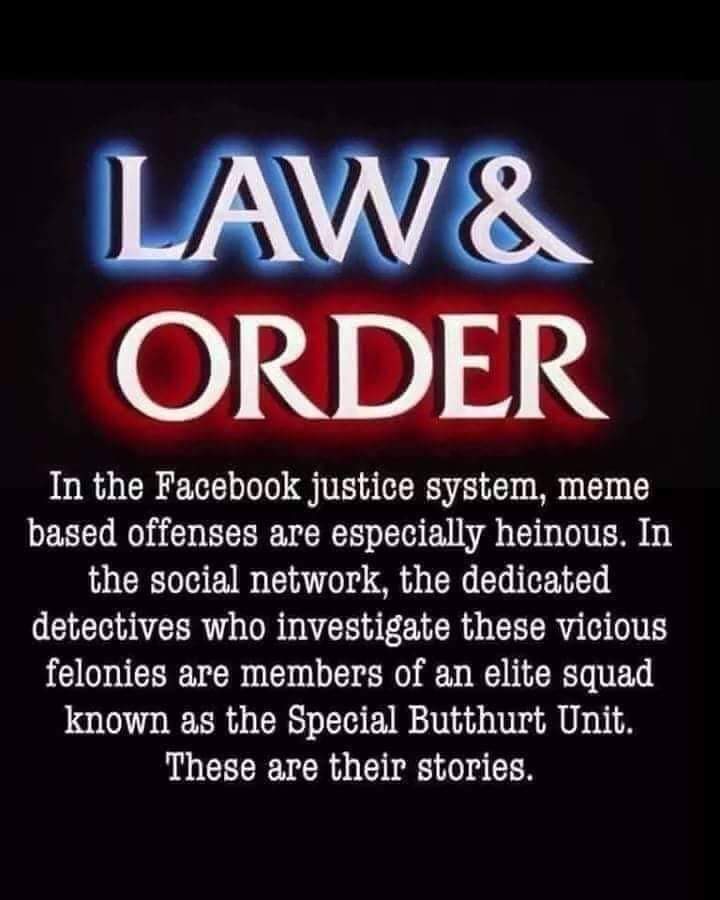 LAW &
ORDER
In the Facebook justice system, meme
based offenses are especially heinous. In
the social network, the dedicated
detectives who investigate these vicious
felonies are members of an elite squad
known as the Special Butthurt Unit.
These are their stories.